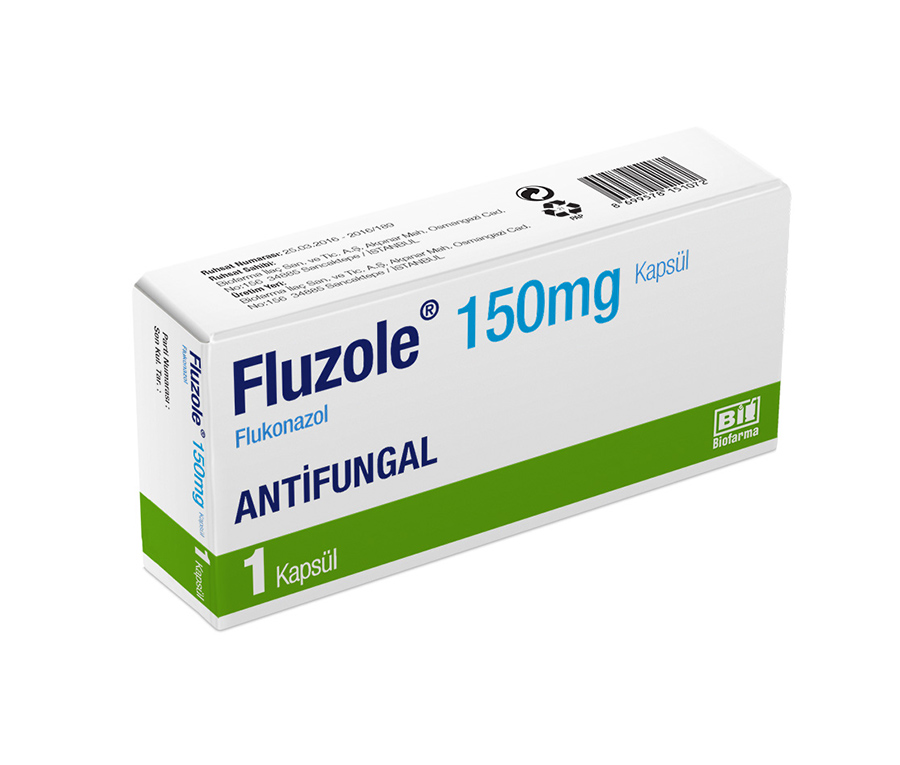 Ruhsat Numarası: 25.03.2016 - 2016/189
Ruhsat Sahibi:
Biofarma İlaç San. ve Tic. A.Ş. Akpınar Mah. Osmangazi Cad.
No:156 34885 Sancaktepe / İSTANBUL
Üretim Yeri:
Biofarma İlaç San. ve Tic. A.Ş. Akpınar Mah. Osmangazi Cad.
No:156 34885 Sancaktepe / İSTANBUL
PAP
8 699578 151072
Fluzole® 150mg Kapsül
Flukonazol
ANTİFUNGAL
1 Kapsül
BİT
Biofarma
Parti Numarası :
Son Kul. Tar. :
Fluzole® 150mg Kapsül
Flukonazol
1 Kapsül